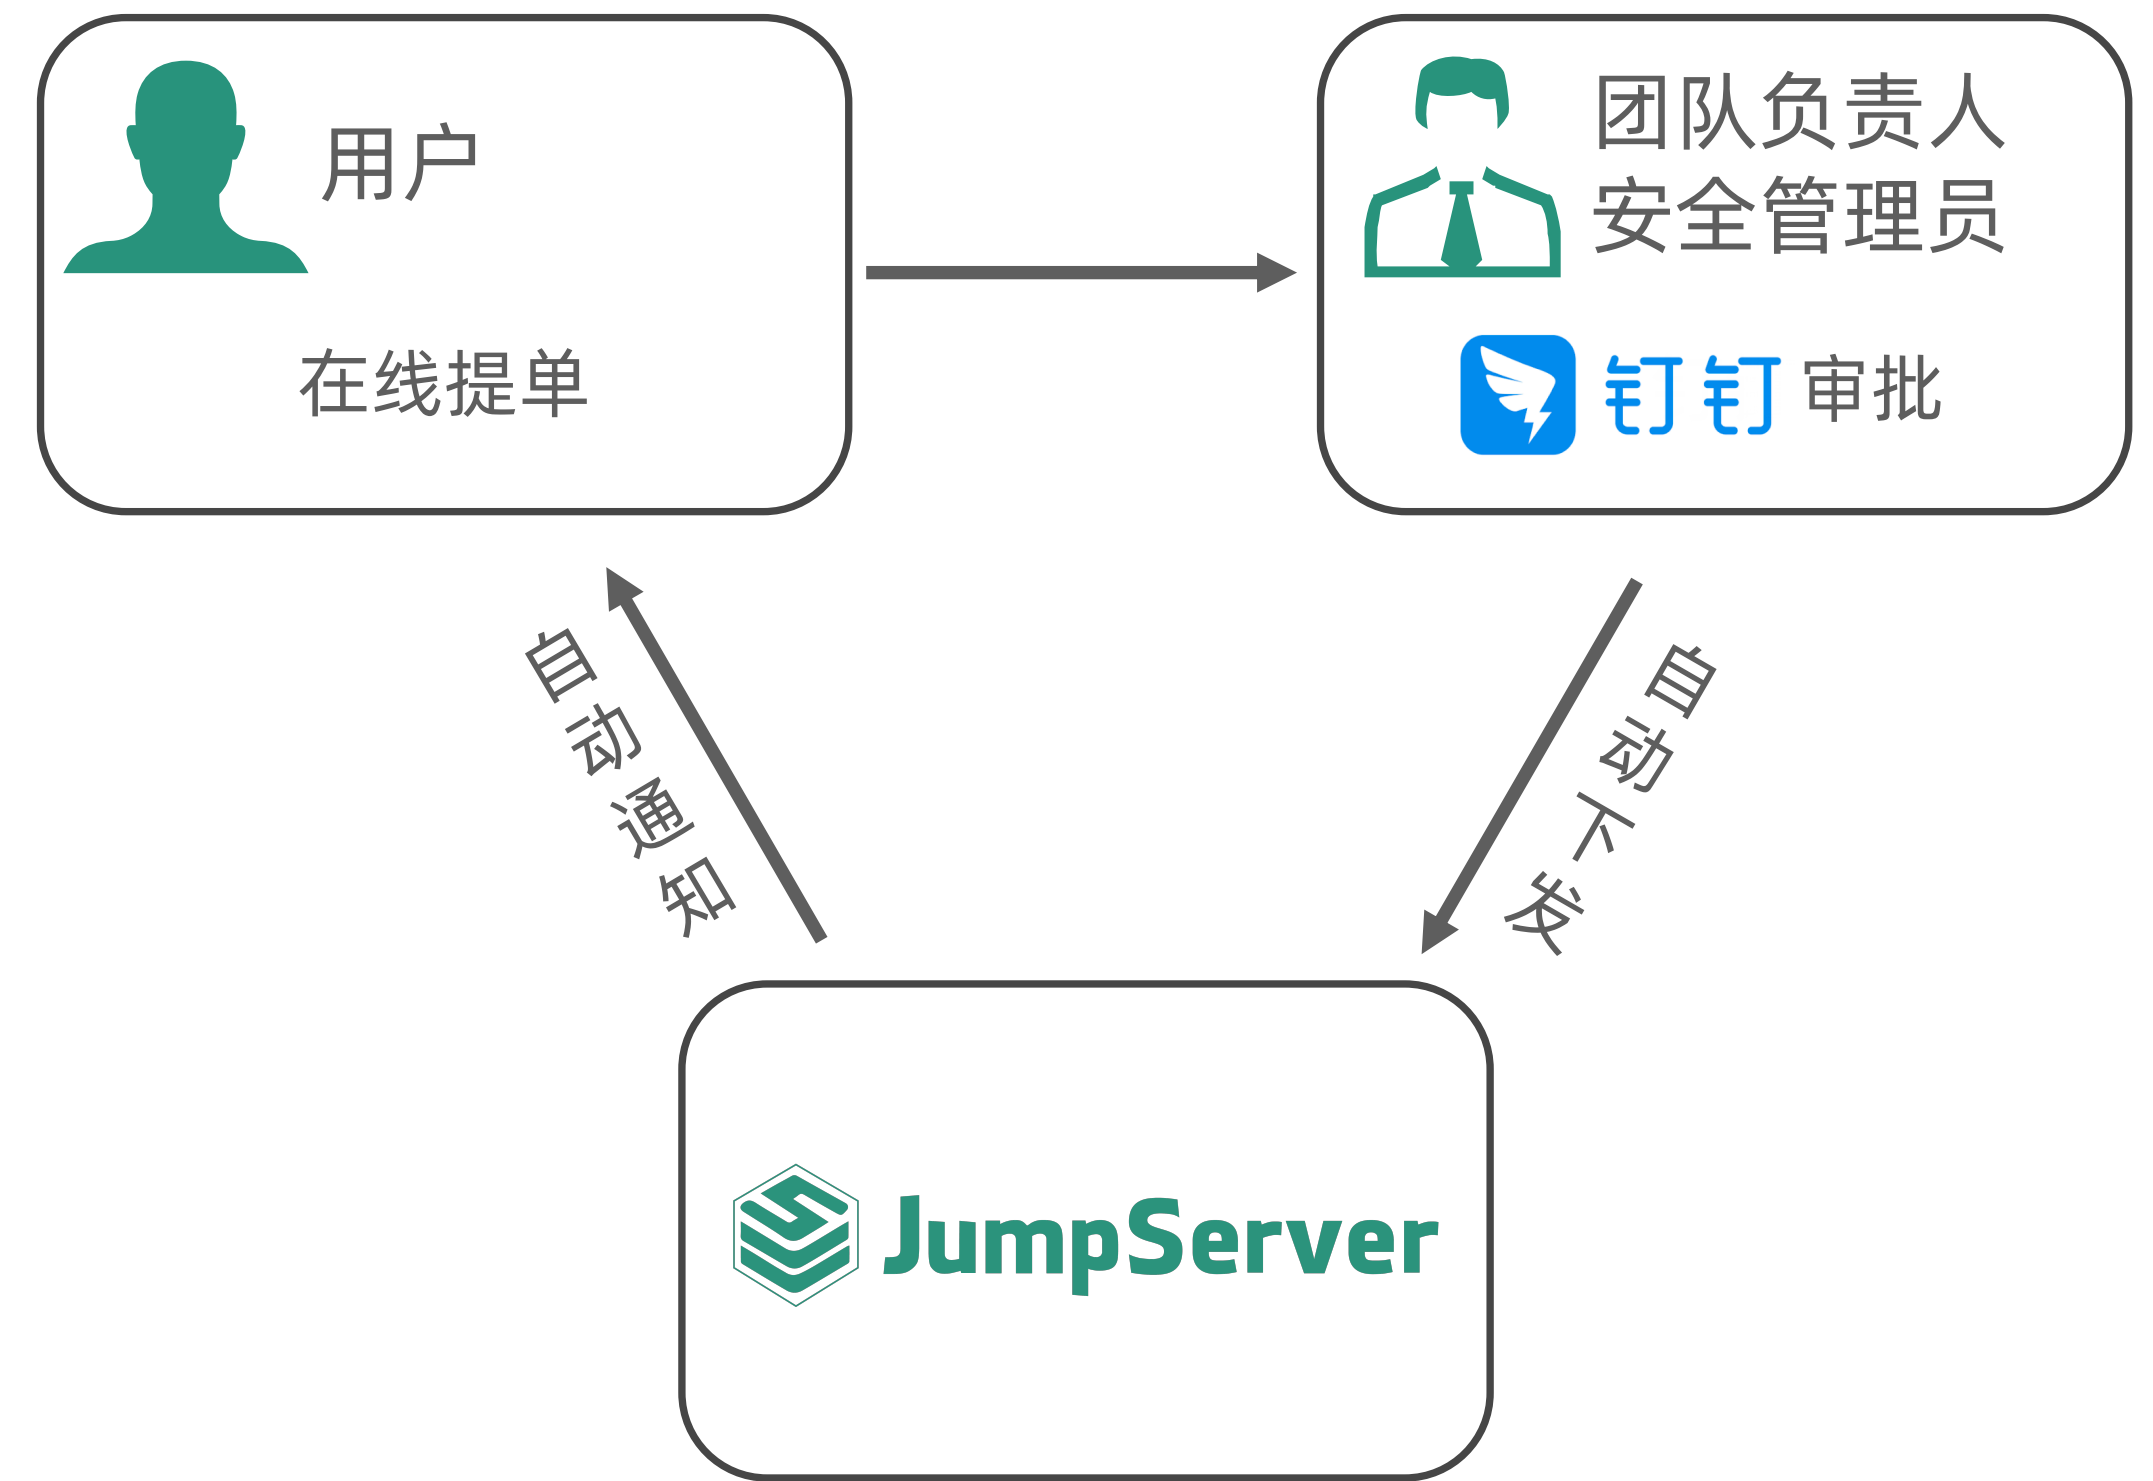 用户
在线提单
团队负责人
安全管理员
钉钉 审批
自动通知
自动下发
JumpServer